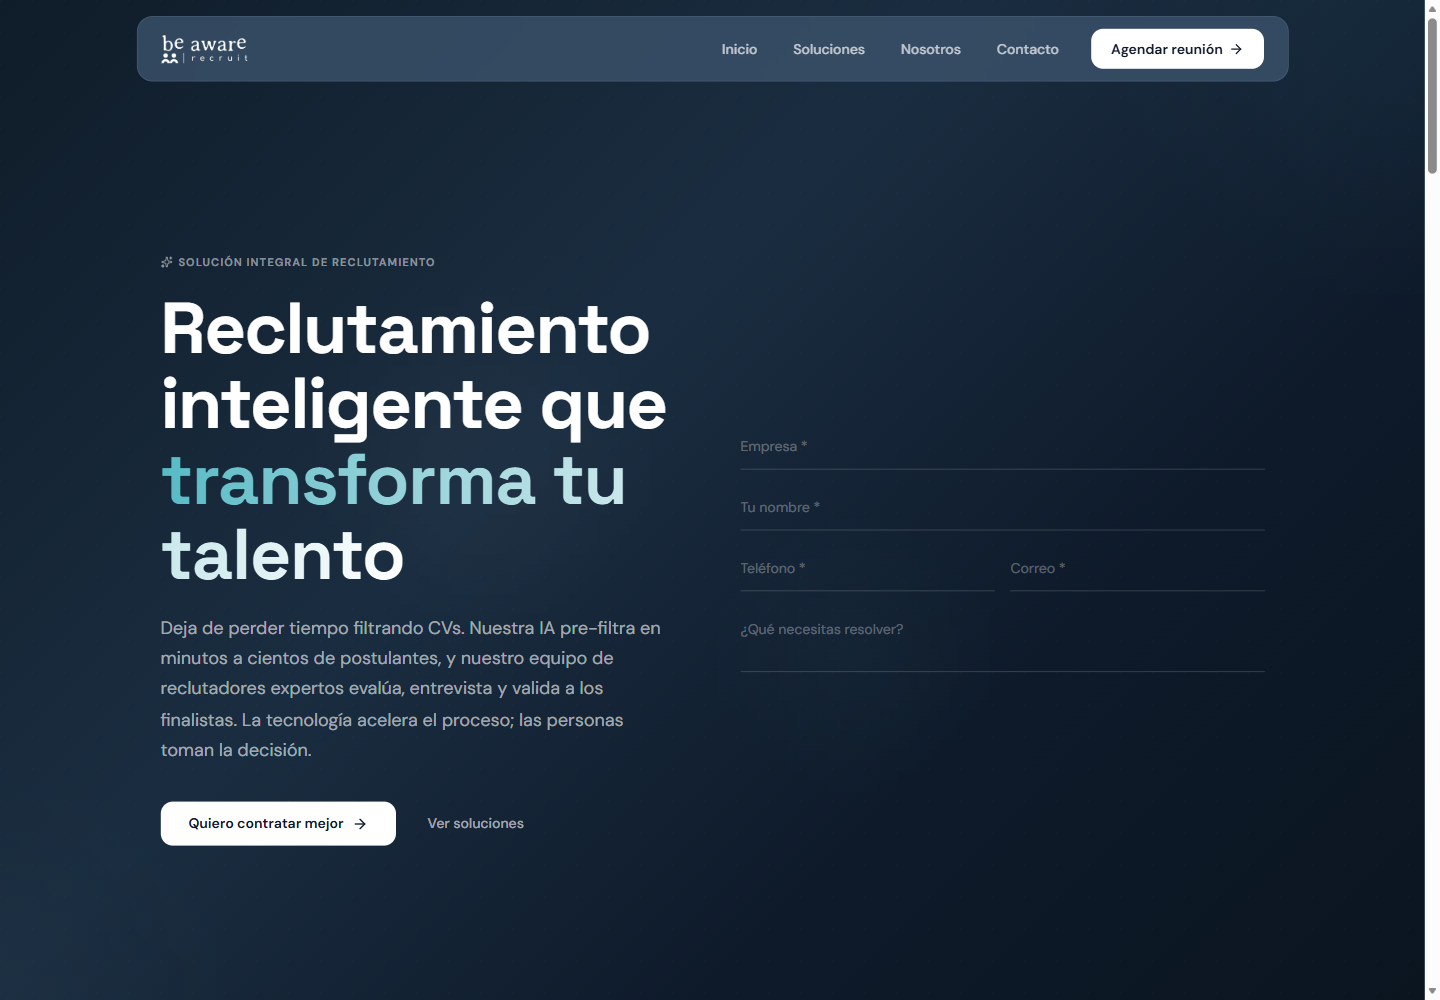 be aware
recruit
Inicio
Soluciones
Nosotros
Contacto
Agendar reunión
SOLUCIÓN INTEGRAL DE RECLUTAMIENTO
Reclutamiento
inteligente que
transforma tu
talento
Deja de perder tiempo filtrando CVs. Nuestra IA pre-filtra en
minutos a cientos de postulantes, y nuestro equipo de
reclutadores expertos evalúa, entrevista y valida a los
finalistas. La tecnología acelera el proceso; las personas
toman la decisión.
Quiero contratar mejor
Ver soluciones
Empresa *
Tu nombre *
Teléfono *
Correo *
¿Qué necesitas resolver?